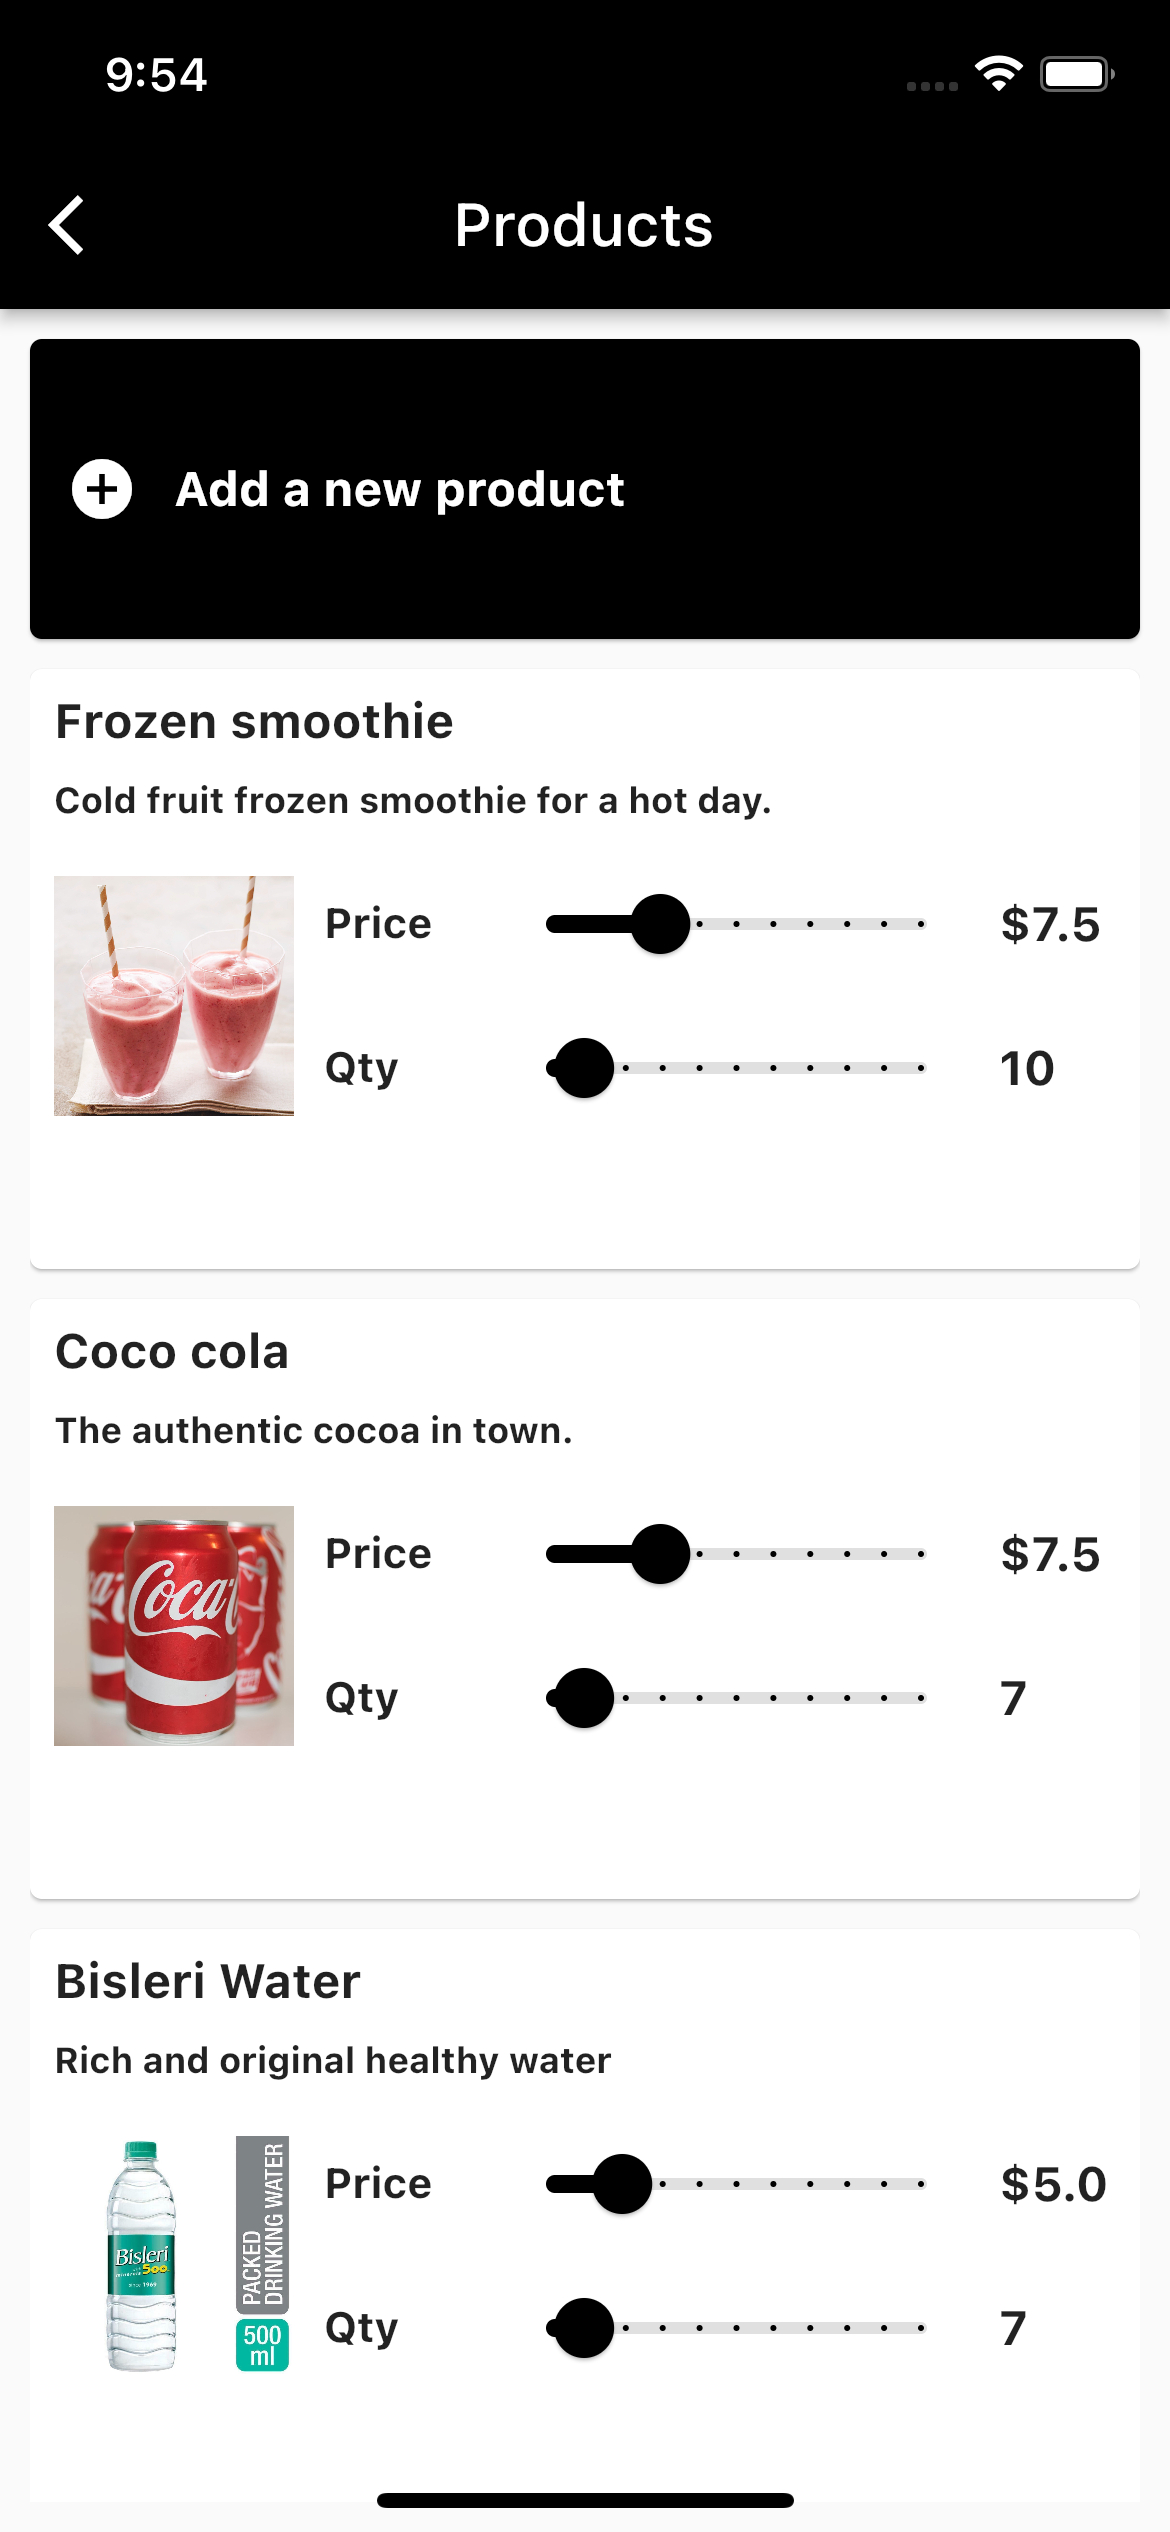 9:54
Products
Add a new product
Frozen smoothie
Cold fruit frozen smoothie for a hot day.
Price $7.5
Qty 10
Coco cola
The authentic cocoa in town.
Coca
Price $7.5
Qty 7
Bisleri Water
Rich and original healthy water
Bisleri
500
since 1969
PACKED
DRINKING WATER
500
ml
Price $5.0
Qty 7